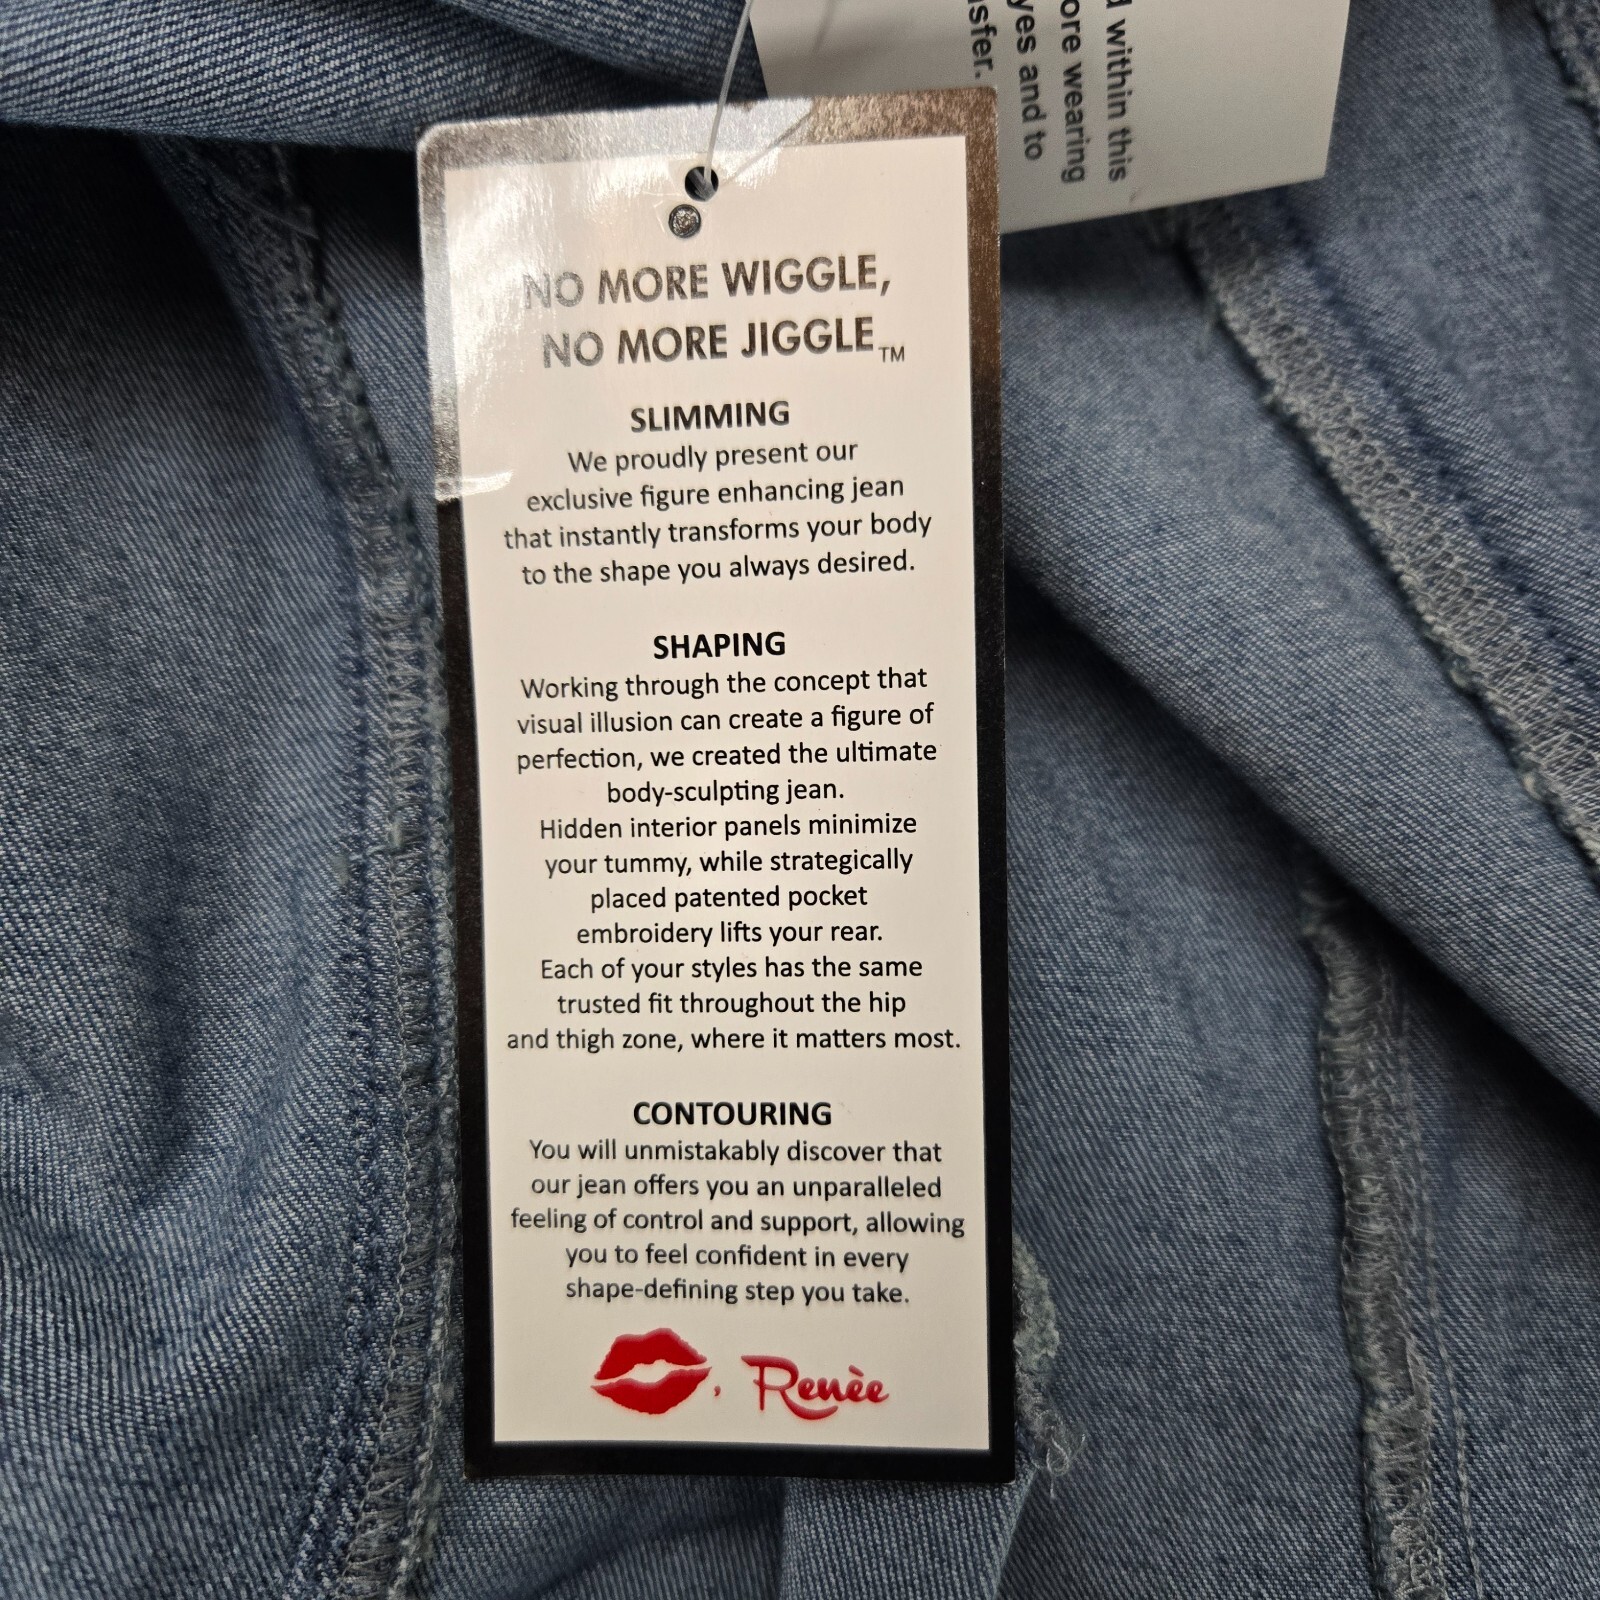 NO MORE WIGGLE,
NO MORE JIGGLE™
SLIMMING
We proudly present our
exclusive figure enhancing jean
that instantly transforms your body
to the shape you always desired.
SHAPING
Working through the concept that
visual illusion can create a figure of
perfection, we created the ultimate
body-sculpting jean.
Hidden interior panels minimize
your tummy, while strategically
placed patented pocket
embroidery lifts your rear.
Each of your styles has the same
trusted fit throughout the hip
and thigh zone, where it matters most.
CONTOURING
You will unmistakably discover that
our jean offers you an unparalleled
feeling of control and support, allowing
you to feel confident in every
shape-defining step you take.
, Renèe
within this
wearing
and to